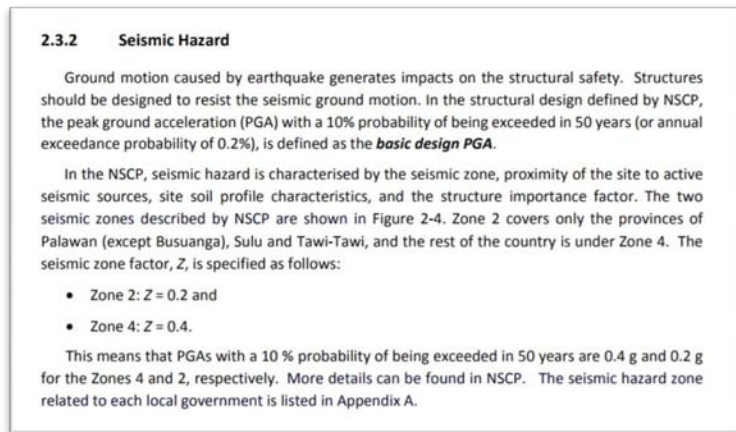 2.3.2 Seismic Hazard
Ground motion caused by earthquake generates impacts on the structural safety. Structures
should be designed to resist the seismic ground motion. In the structural design defined by NSCP,
the peak ground acceleration (PGA) with a 10% probability of being exceeded in 50 years (or annual
exceedance probability of 0.2%), is defined as the basic design PGA.
In the NSCP, seismic hazard is characterised by the seismic zone, proximity of the site to active
seismic sources, site soil profile characteristics, and the structure importance factor. The two
seismic zones described by NSCP are shown in Figure 2-4. Zone 2 covers only the provinces of
Palawan (except Busuanga), Sulu and Tawi-Tawi, and the rest of the country is under Zone 4. The
seismic zone factor, Z, is specified as follows:
• Zone 2: Z = 0.2 and
• Zone 4: Z = 0.4.
This means that PGAs with a 10 % probability of being exceeded in 50 years are 0.4 g and 0.2 g
for the Zones 4 and 2, respectively. More details can be found in NSCP. The seismic hazard zone
related to each local government is listed in Appendix A.